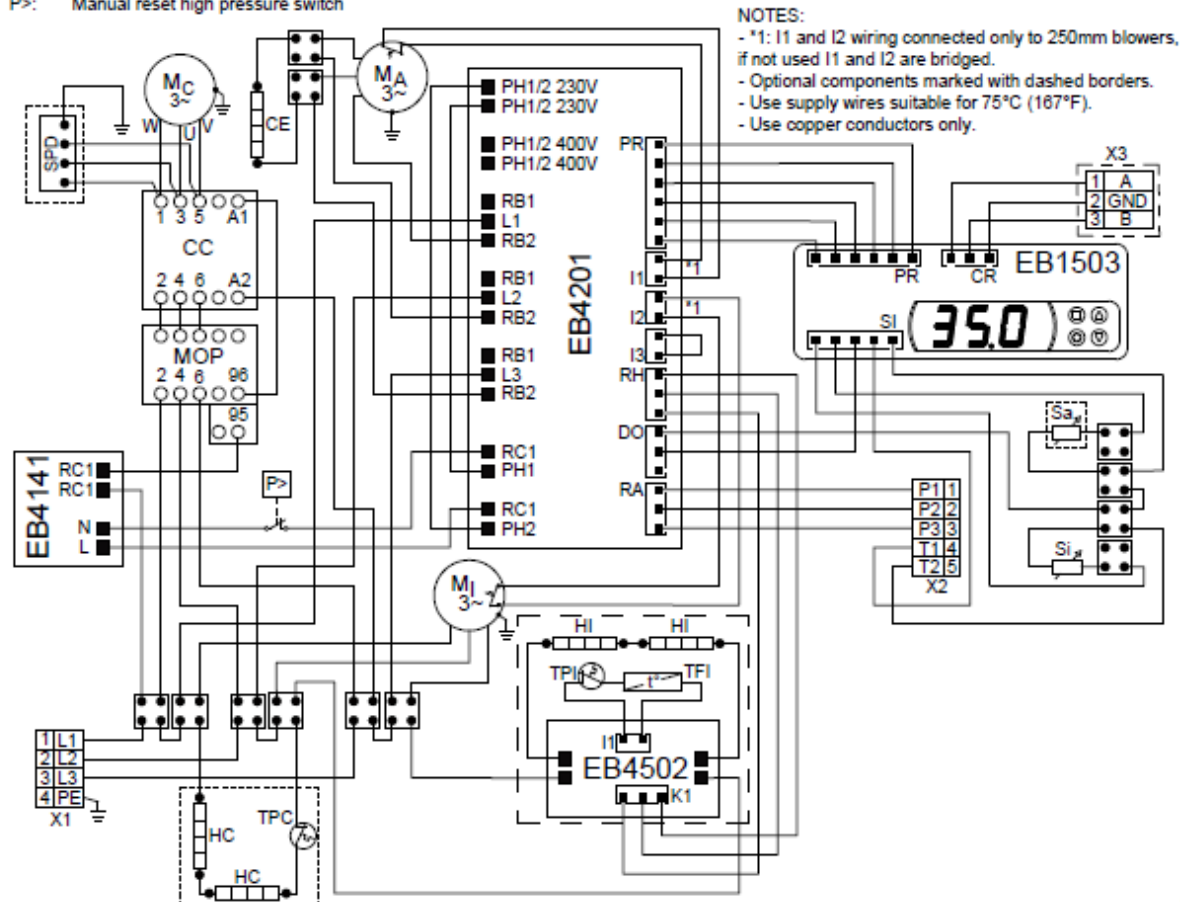 P>: Manual reset high pressure switch
NOTES:
- *1: I1 and I2 wiring connected only to 250mm blowers,
if not used I1 and I2 are bridged.
- Optional components marked with dashed borders.
- Use supply wires suitable for 75°C (167°F).
- Use copper conductors only.
MC
3~
W
U
V
SPD
CE
MA
3~
1 3 5 A1
CC
2 4 6 A2
MOP
2 4 6 96
95
EB4141
RC1
RC1
N
L
P>
EB4201
PH1/2 230V
PH1/2 230V
PH1/2 400V
PH1/2 400V
RB1
L1
RB2
RB1
L2
RB2
RB1
L3
RB2
RC1
PH1
RC1
PH2
PR
I1
*1
I2
*1
I3
RH
DO
RA
X3
1 A
2 GND
3 B
EB1503
PR
CR
SI
35.0
Sa
Si
P1 1
P2 2
P3 3
T1 4
T2 5
X2
MI
3~
HI
HI
TPI
t°
TFI
I1
EB4502
K1
1 L1
2 L2
3 L3
4 PE
X1
HC
TPC
HC